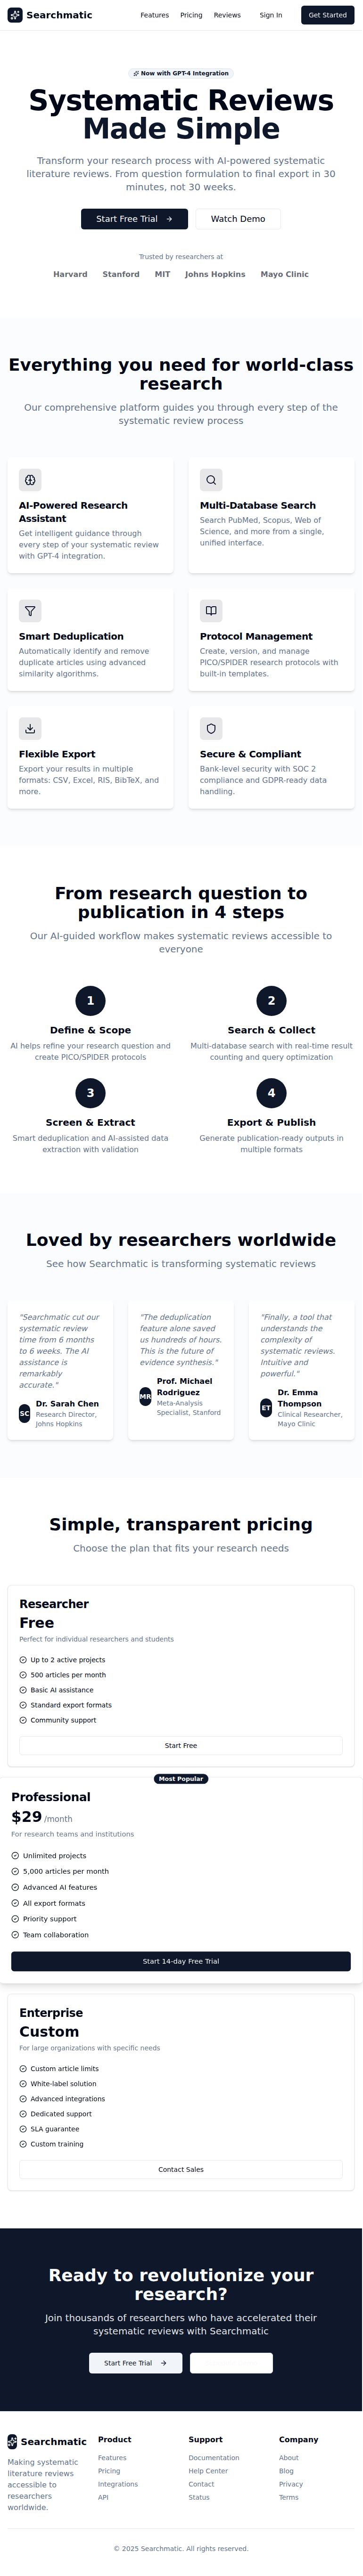 Searchmatic
Features Pricing Reviews Sign In Get Started
Now with GPT-4 Integration
Systematic Reviews
Made Simple
Transform your research process with AI-powered systematic
literature reviews. From question formulation to final export in 30
minutes, not 30 weeks.
Start Free Trial
Watch Demo
Trusted by researchers at
Harvard Stanford MIT Johns Hopkins Mayo Clinic
Everything you need for world-class
research
Our comprehensive platform guides you through every step of the
systematic review process
AI-Powered Research
Assistant
Get intelligent guidance through
every step of your systematic review
with GPT-4 integration.
Multi-Database Search
Search PubMed, Scopus, Web of
Science, and more from a single,
unified interface.
Smart Deduplication
Automatically identify and remove
duplicate articles using advanced
similarity algorithms.
Protocol Management
Create, version, and manage
PICO/SPIDER research protocols with
built-in templates.
Flexible Export
Export your results in multiple
formats: CSV, Excel, RIS, BibTeX, and
more.
Secure & Compliant
Bank-level security with SOC 2
compliance and GDPR-ready data
handling.
From research question to
publication in 4 steps
Our AI-guided workflow makes systematic reviews accessible to
everyone
1
Define & Scope
AI helps refine your research question and
create PICO/SPIDER protocols
2
Search & Collect
Multi-database search with real-time result
counting and query optimization
3
Screen & Extract
Smart deduplication and AI-assisted data
extraction with validation
4
Export & Publish
Generate publication-ready outputs in
multiple formats
Loved by researchers worldwide
See how Searchmatic is transforming systematic reviews
"Searchmatic cut our
systematic review
time from 6 months
to 6 weeks. The AI
assistance is
remarkably
accurate."
SC
Dr. Sarah Chen
Research Director,
Johns Hopkins
"The deduplication
feature alone saved
us hundreds of hours.
This is the future of
evidence synthesis."
MR
Prof. Michael
Rodriguez
Meta-Analysis
Specialist, Stanford
"Finally, a tool that
understands the
complexity of
systematic reviews.
Intuitive and
powerful."
ET
Dr. Emma
Thompson
Clinical Researcher,
Mayo Clinic
Simple, transparent pricing
Choose the plan that fits your research needs
Researcher
Free
Perfect for individual researchers and students
Up to 2 active projects
500 articles per month
Basic AI assistance
Standard export formats
Community support
Start Free
Most Popular
Professional
$29 /month
For research teams and institutions
Unlimited projects
5,000 articles per month
Advanced AI features
All export formats
Priority support
Team collaboration
Start 14-day Free Trial
Enterprise
Custom
For large organizations with specific needs
Custom article limits
White-label solution
Advanced integrations
Dedicated support
SLA guarantee
Custom training
Contact Sales
Ready to revolutionize your
research?
Join thousands of researchers who have accelerated their
systematic reviews with Searchmatic
Start Free Trial
Searchmatic
Making systematic
literature reviews
accessible to
researchers
worldwide.
Product
Features
Pricing
Integrations
API
Support
Documentation
Help Center
Contact
Status
Company
About
Blog
Privacy
Terms
© 2025 Searchmatic. All rights reserved.